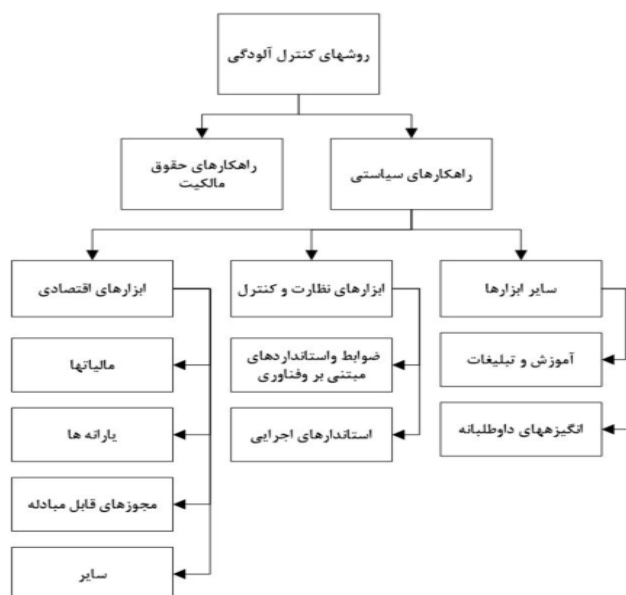 روشهای کنترل آلودگی
راهکارهای سیاستی
راهکارهای حقوق
مالکیت
سایر ابزارها
ابزارهای نظارت و کنترل
ابزارهای اقتصادی
آموزش و تبلیغات
ضوابط واستانداردهای
مبتنی بر وفناوری
مالیاتها
انگیزههای داوطلبانه
استاندارهای اجرایی
یارانه ها
مجوزهای قابل مبادله
سایر